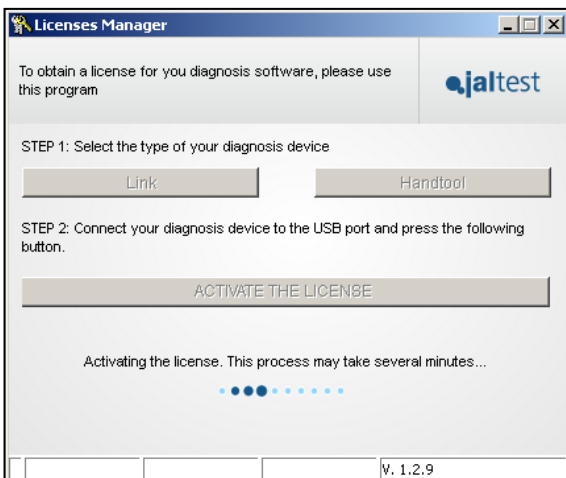 Licenses Manager
To obtain a license for you diagnosis software, please use
this program
jaltest
STEP 1: Select the type of your diagnosis device
Link
Handtool
STEP 2: Connect your diagnosis device to the USB port and press the following
button.
ACTIVATE THE LICENSE
Activating the license. This process may take several minutes...
V. 1.2.9